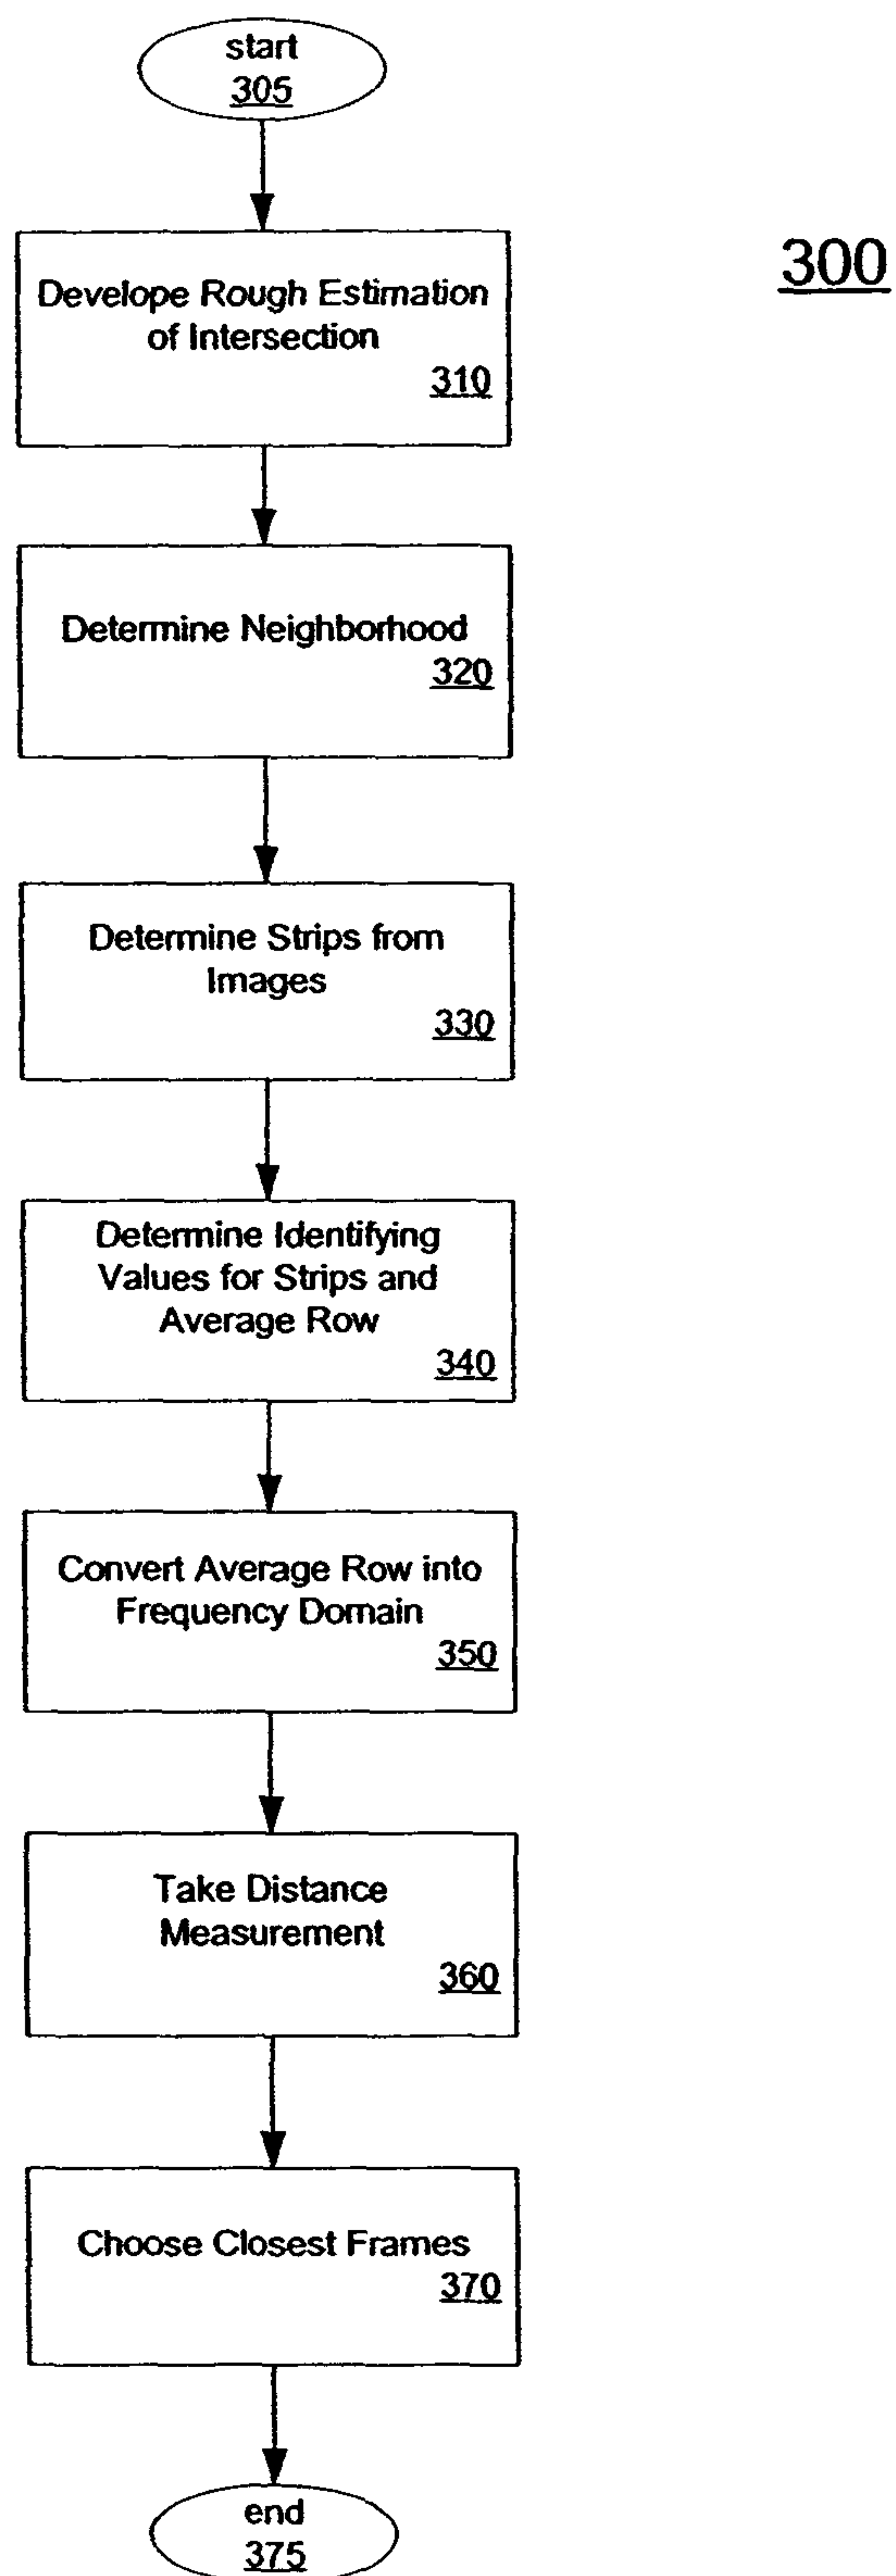 start
305
300
Develope Rough Estimation
of Intersection
310
Determine Neighborhood
320
Determine Strips from
Images
330
Determine Identifying
Values for Strips and
Average Row
340
Convert Average Row into
Frequency Domain
350
Take Distance
Measurement
360
Choose Closest Frames
370
end
375